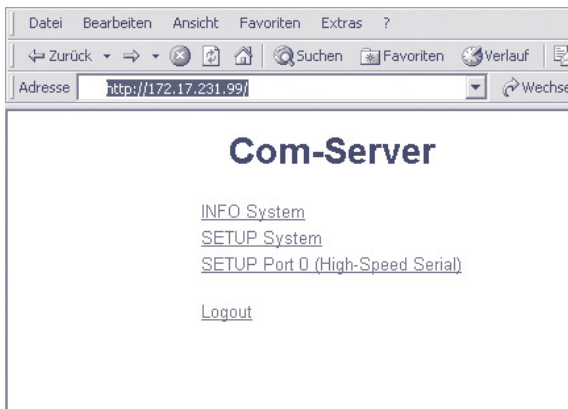 Datei Bearbeiten Ansicht Favoriten Extras ?
Zurück Suchen Favoriten Verlauf
Adresse http://172.17.231.99/ Wechse
Com-Server
INFO System
SETUP System
SETUP Port 0 (High-Speed Serial)
Logout